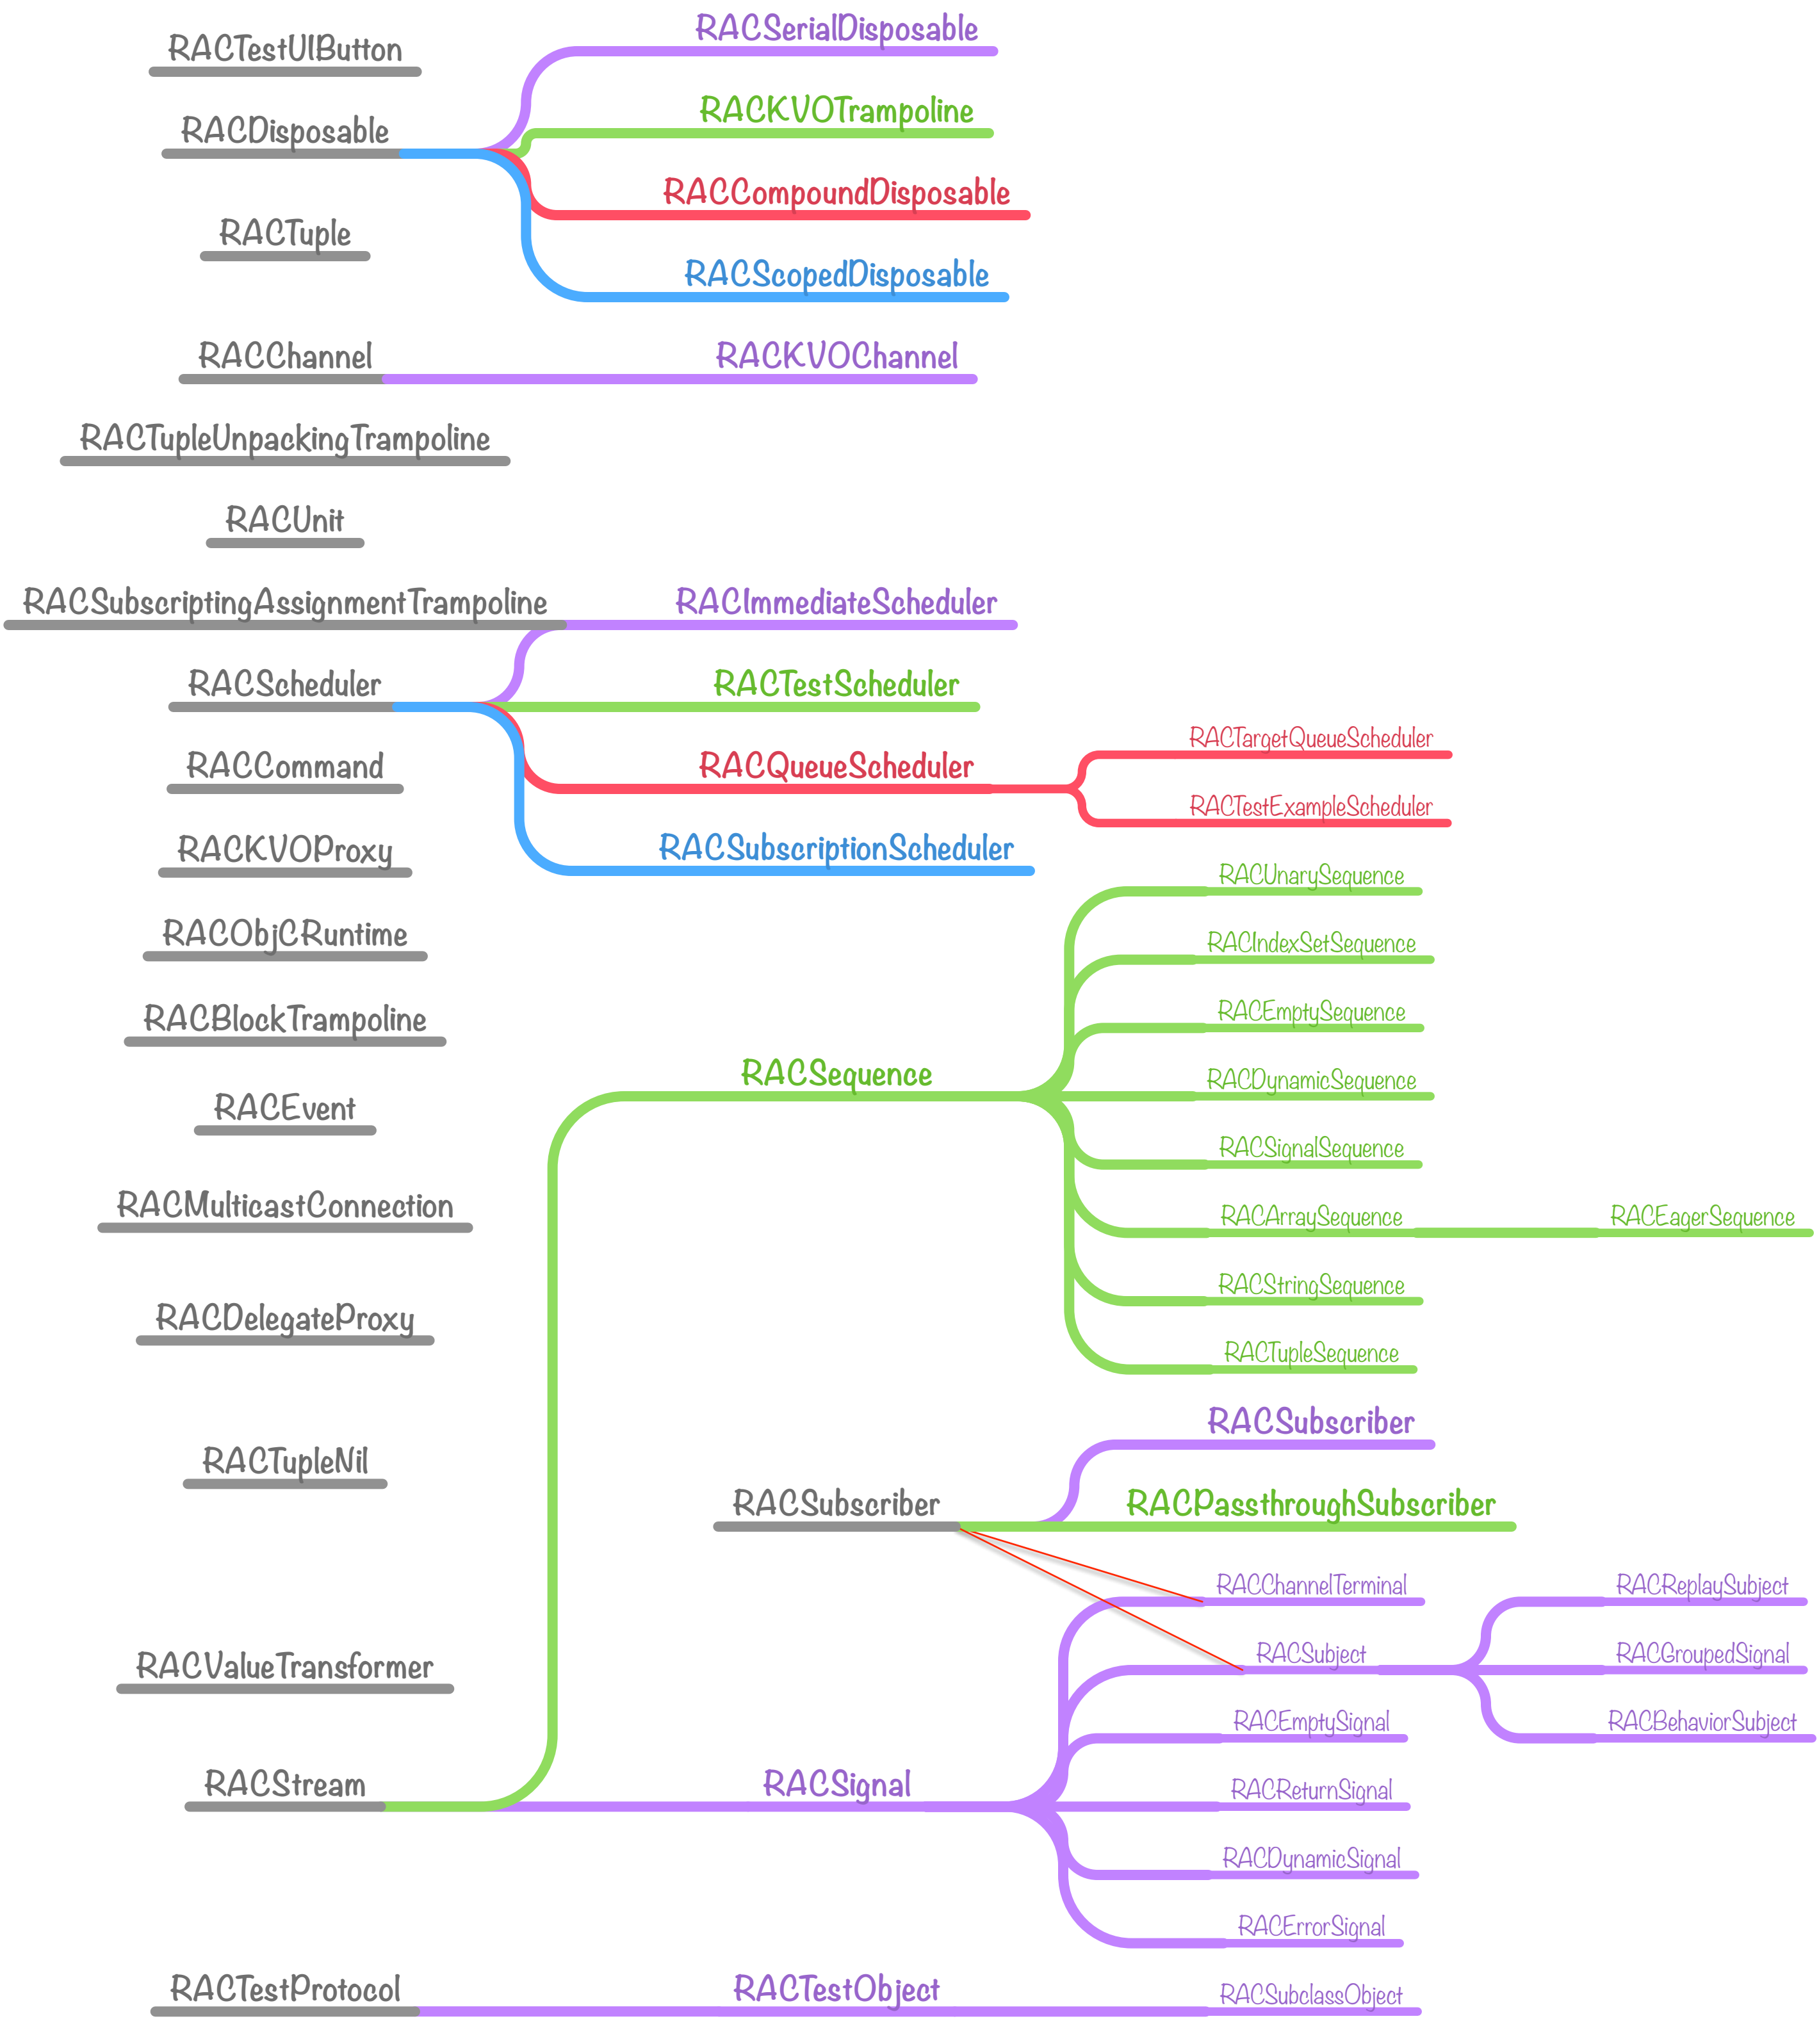 RACTestUIButton
RACDisposable
RACSerialDisposable
RACKVOTrampoline
RACCompoundDisposable
RACScopedDisposable
RACTuple
RACChannel
RACKVOChannel
RACTupleUnpackingTrampoline
RACUnit
RACSubscriptingAssignmentTrampoline
RACScheduler
RACImmediateScheduler
RACTestScheduler
RACQueueScheduler
RACTargetQueueScheduler
RACTestExampleScheduler
RACSubscriptionScheduler
RACCommand
RACKVOProxy
RACObjCRuntime
RACBlockTrampoline
RACEvent
RACMulticastConnection
RACDelegateProxy
RACTupleNil
RACValueTransformer
RACStream
RACSequence
RACUnarySequence
RACIndexSetSequence
RACEmptySequence
RACDynamicSequence
RACSignalSequence
RACArraySequence
RACEagerSequence
RACStringSequence
RACTupleSequence
RACSubscriber
RACSubscriber
RACPassthroughSubscriber
RACSignal
RACChannelTerminal
RACSubject
RACReplaySubject
RACGroupedSignal
RACBehaviorSubject
RACEmptySignal
RACReturnSignal
RACDynamicSignal
RACErrorSignal
RACTestProtocol
RACTestObject
RACSubclassObject